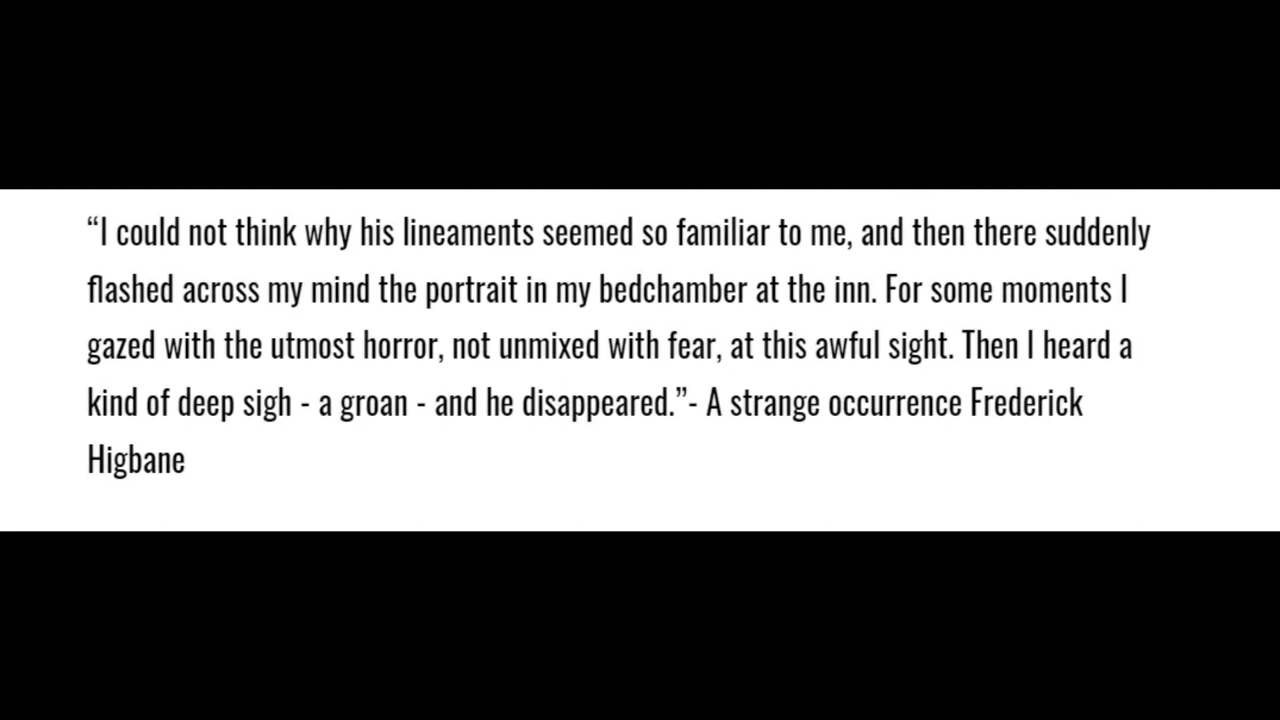 “I could not think why his lineaments seemed so familiar to me, and then there suddenly
flashed across my mind the portrait in my bedchamber at the inn. For some moments I
gazed with the utmost horror, not unmixed with fear, at this awful sight. Then I heard a
kind of deep sigh - a groan - and he disappeared.”- A strange occurrence Frederick
Higbane